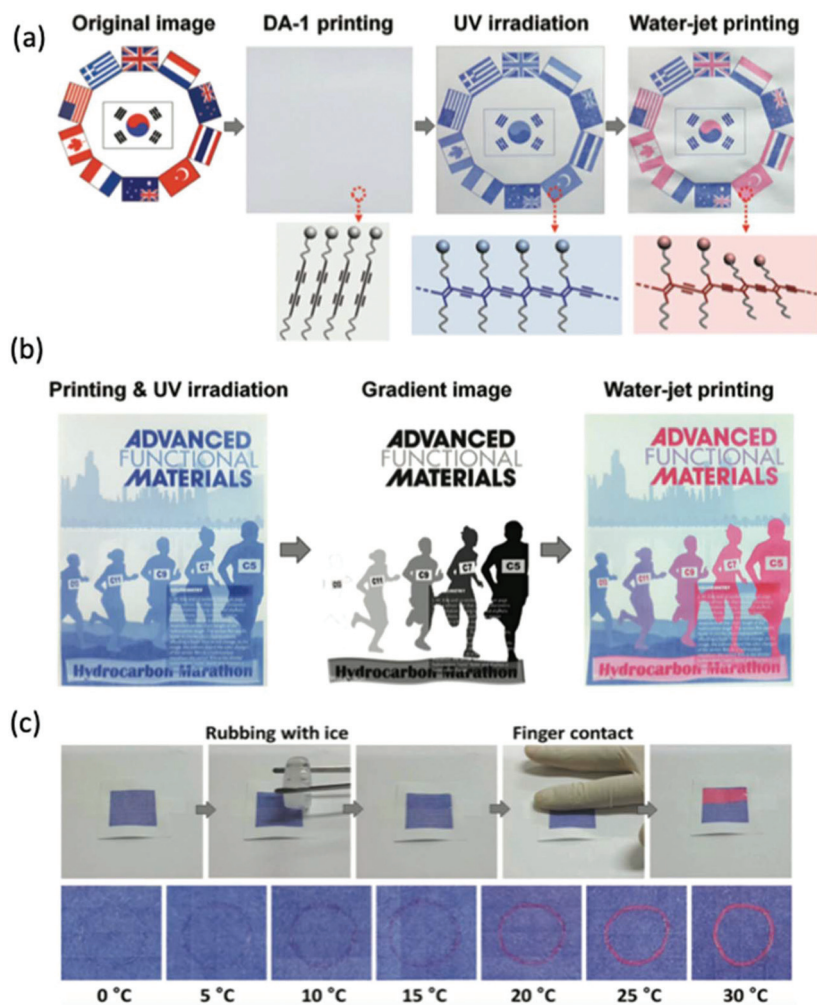 (a)
Original image
DA-1 printing
UV irradiation
Water-jet printing
(b)
Printing & UV irradiation
Gradient image
Water-jet printing
ADVANCED
FUNCTIONAL
MATERIALS
C11
C9
C7
C5
Hydrocarbon Marathon
ADVANCED
FUNCTIONAL
MATERIALS
C11
C9
C7
C5
Hydrocarbon Marathon
ADVANCED
FUNCTIONAL
MATERIALS
C11
C9
C7
C5
Hydrocarbon Marathon
(c)
Rubbing with ice
Finger contact
0 °C
5 °C
10 °C
15 °C
20 °C
25 °C
30 °C